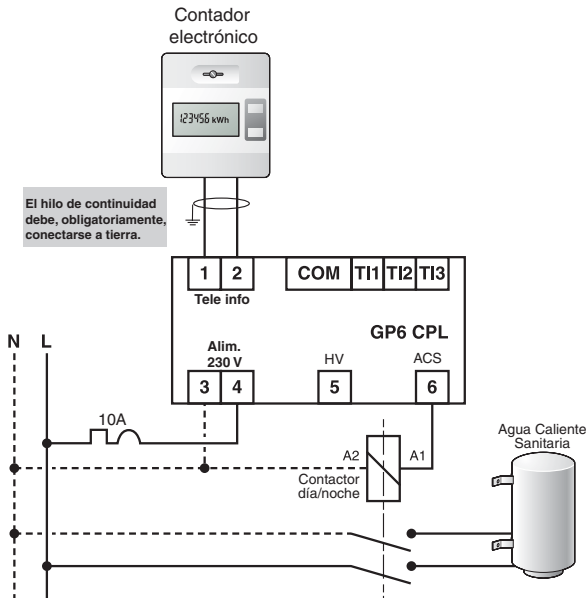 Contador
electrónico
123456 kWh
El hilo de continuidad
debe, obligatoriamente,
conectarse a tierra.
1 2 COM TI1 TI2 TI3
Tele info
GP6 CPL
N L
Alim.
230 V
HV
ACS
3 4 5 6
10A
A2 A1
Contactor
día/noche
Agua Caliente
Sanitaria